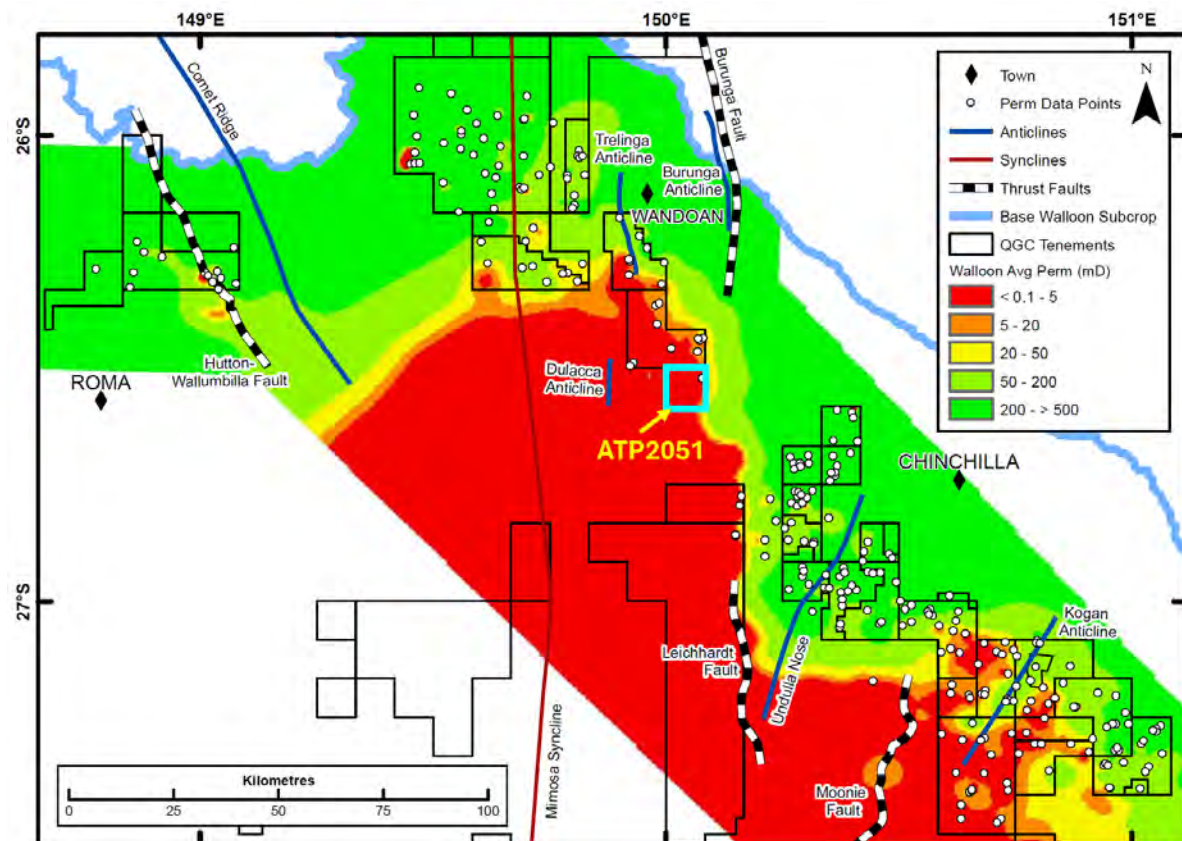 149°E
150°E
151°E
26°S
27°S
Comet Ridge
Burunga Fault
Trelinga
Anticline
Burunga
Anticline
WANDOAN
Hutton-
Wallumbilla Fault
ROMA
Dulacca
Anticline
ATP2051
CHINCHILLA
Leichhardt
Fault
Undulla Nose
Kogan
Anticline
Moonie
Fault
Mimosa Syncline
N
Town
Perm Data Points
Anticlines
Synclines
Thrust Faults
Base Walloon Subcrop
QGC Tenements
Walloon Avg Perm (mD)
< 0.1 - 5
5 - 20
20 - 50
50 - 200
200 - > 500
Kilometres
0 25 50 75 100